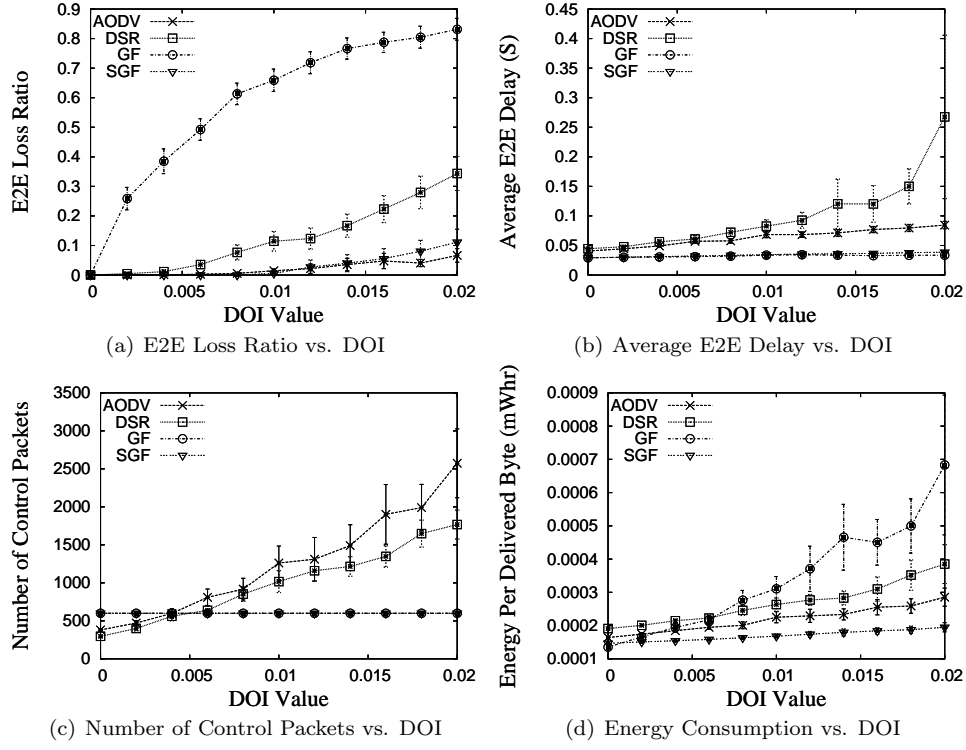 E2E Loss Ratio
0.9
0.8
0.7
0.6
0.5
0.4
0.3
0.2
0.1
0
AODV
DSR
GF
SGF
0 0.005 0.01 0.015 0.02
DOI Value
(a) E2E Loss Ratio vs. DOI
Average E2E Delay (S)
0.45
0.4
0.35
0.3
0.25
0.2
0.15
0.1
0.05
0
AODV
DSR
GF
SGF
0 0.005 0.01 0.015 0.02
DOI Value
(b) Average E2E Delay vs. DOI
Number of Control Packets
3500
3000
2500
2000
1500
1000
500
0
AODV
DSR
GF
SGF
0 0.005 0.01 0.015 0.02
DOI Value
(c) Number of Control Packets vs. DOI
Energy Per Delivered Byte (mWhr)
0.0009
0.0008
0.0007
0.0006
0.0005
0.0004
0.0003
0.0002
0.0001
AODV
DSR
GF
SGF
0 0.005 0.01 0.015 0.02
DOI Value
(d) Energy Consumption vs. DOI